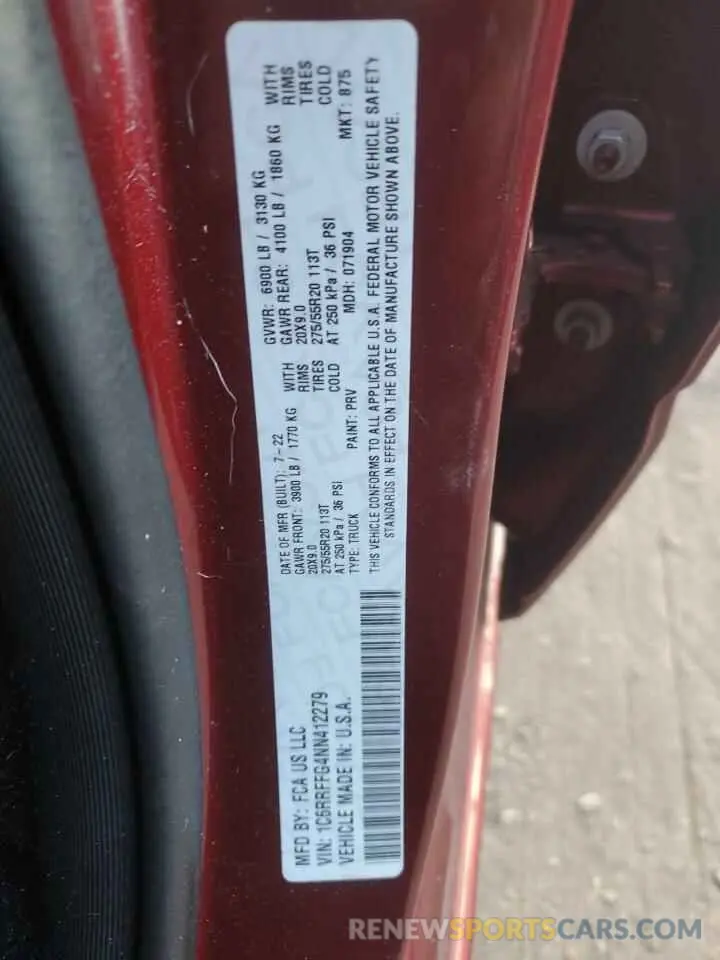 MFD BY: FCA US LLC
VIN: 1C6RRFFG4NN412279
VEHICLE MADE IN: U.S.A.
DATE OF MFR (BUILT): 7-22
GAWR FRONT: 3900 LB / 1770 KG
20X9.0
275/55R20 113T
AT 250 kPa / 36 PSI
WITH
RIMS
TIRES
COLD
GVWR: 6900 LB / 3130 KG
GAWR REAR: 4100 LB / 1860 KG
20X9.0
275/55R20 113T
AT 250 kPa / 36 PSI
WITH
RIMS
TIRES
COLD
TYPE: TRUCK PAINT: PRV MDH: 071904 MKT: 875
THIS VEHICLE CONFORMS TO ALL APPLICABLE U.S.A. FEDERAL MOTOR VEHICLE SAFETY
STANDARDS IN EFFECT ON THE DATE OF MANUFACTURE SHOWN ABOVE.
RENEWSPORTSCARS.COM